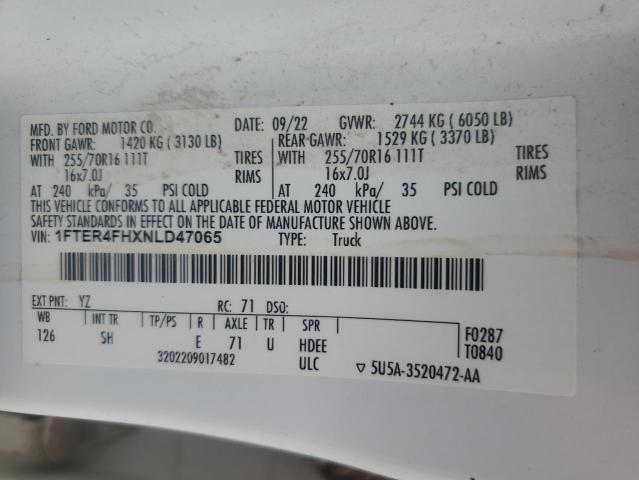 MFD. BY FORD MOTOR CO. DATE: 09/22 GVWR: 2744 KG ( 6050 LB)
FRONT GAWR: 1420 KG ( 3130 LB) REAR GAWR: 1529 KG ( 3370 LB)
WITH 255/70R16 111T TIRES WITH 255/70R16 111T TIRES
16x7.0J RIMS 16x7.0J RIMS
AT 240 kPa/ 35 PSI COLD AT 240 kPa/ 35 PSI COLD
THIS VEHICLE CONFORMS TO ALL APPLICABLE FEDERAL MOTOR VEHICLE
SAFETY STANDARDS IN EFFECT ON THE DATE OF MANUFACTURE SHOWN ABOVE.
VIN: 1FTER4FHXNLD47065 TYPE: Truck
EXT PNT: YZ RC: 71 DSO:
WB INT TR TP/PS R AXLE TR SPR F0287
126 SH E 71 U HDEE T0840
3202209017482 ULC ▽ 5U5A-3520472-AA